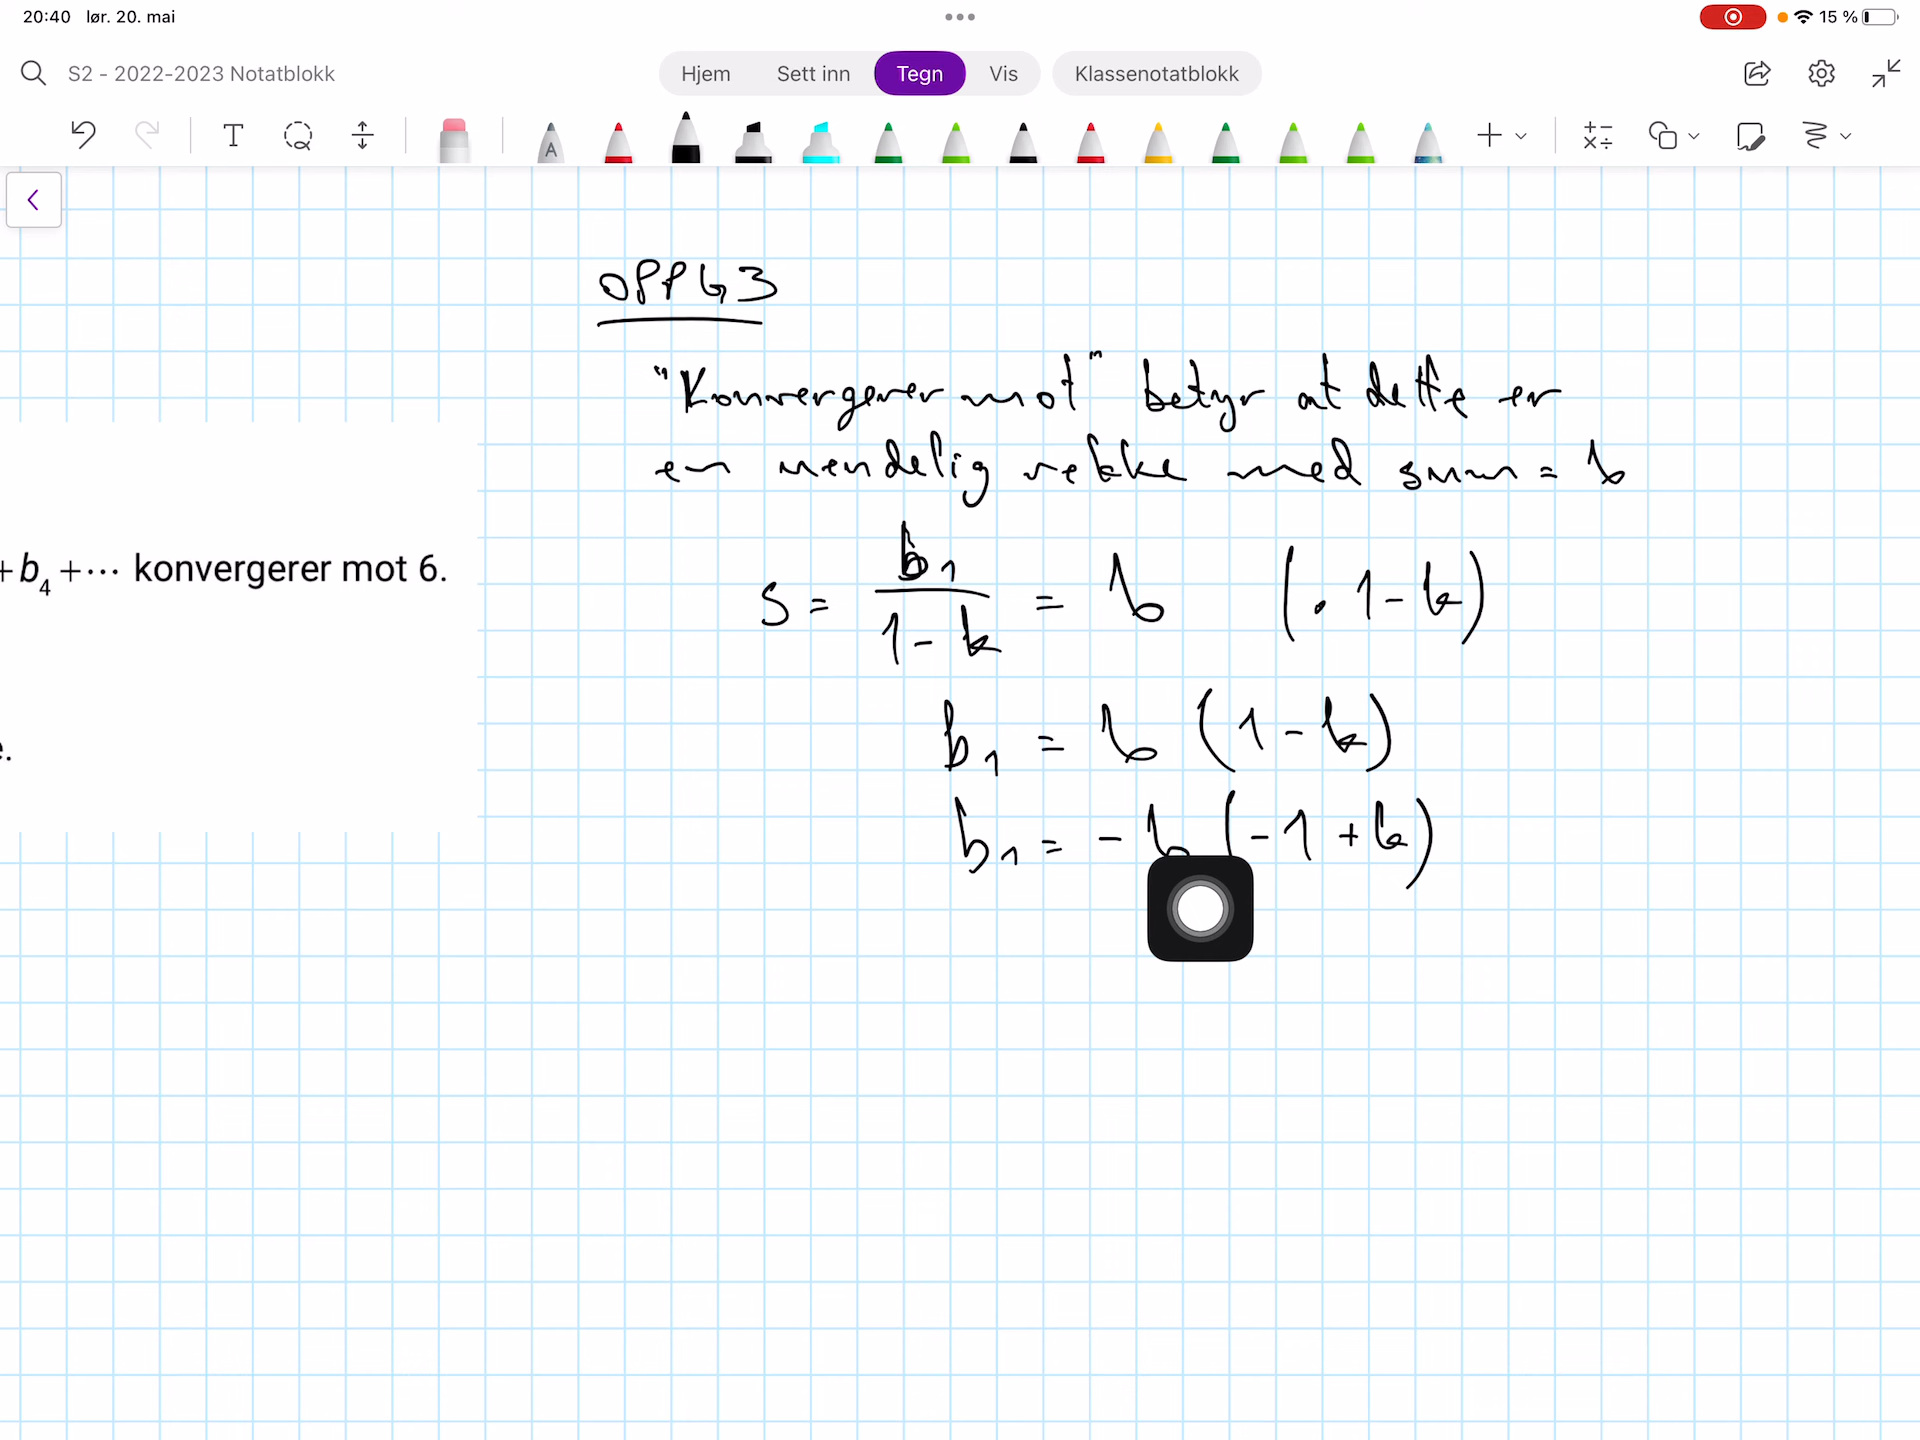 20:40 lør. 20. mai
15 %
S2 - 2022-2023 Notatblokk
Hjem Sett inn Tegn Vis Klassenotatblokk
T
A
OPPG 3
"Konvergerer mot" betyr at dette er
en uendelig rekke med sum = 6
+b₄ +··· konvergerer mot 6.
S = b₁ / (1 - k) = 6 (· 1 - k)
b₁ = 6 (1 - k)
e.
b₁ = - 6 (- 1 + k)